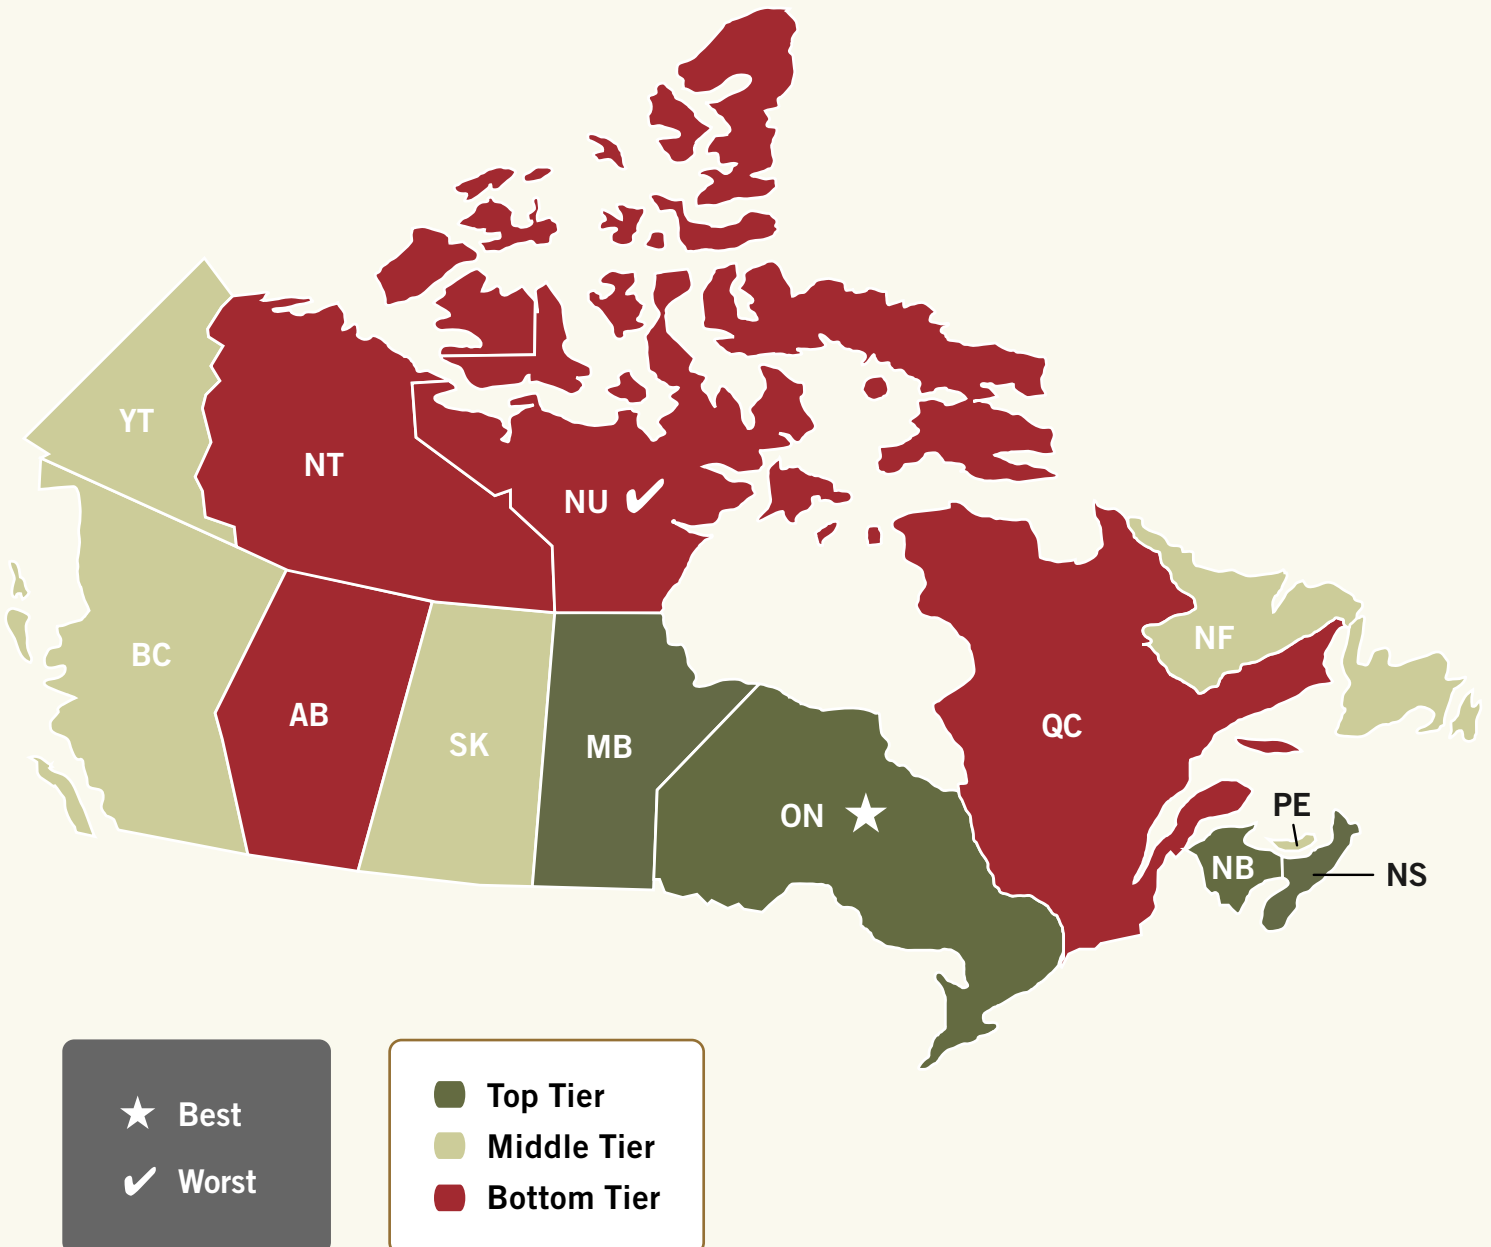 YT
NT
NU
BC
NF
AB
QC
SK
MB
PE
ON
NB
NS
Top Tier
Best
Middle Tier
Worst
Bottom Tier